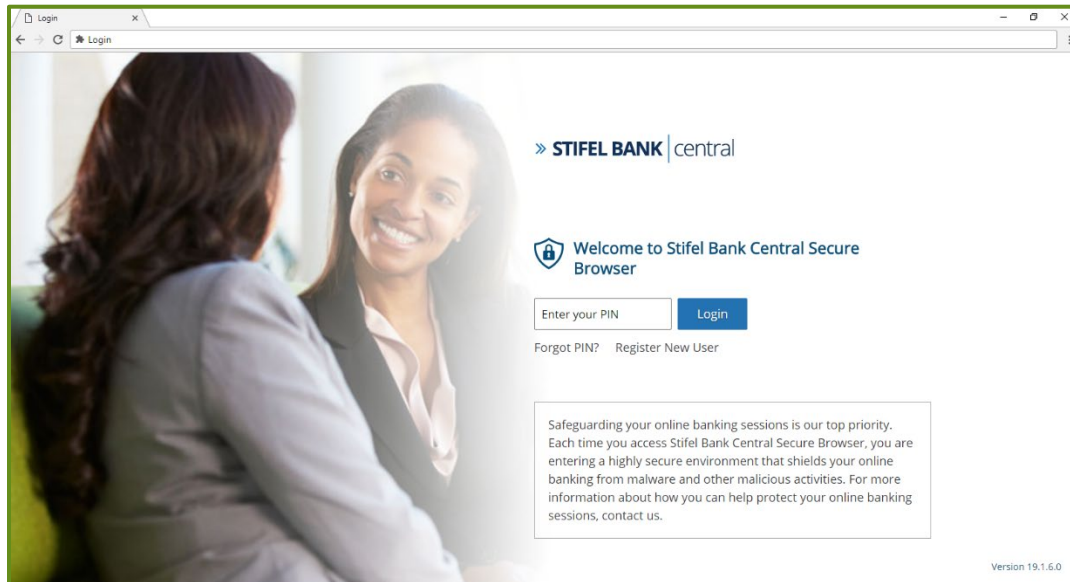 Login
Login
» STIFEL BANK central
Welcome to Stifel Bank Central Secure
Browser
Enter your PIN Login
Forgot PIN? Register New User
Safeguarding your online banking sessions is our top priority.
Each time you access Stifel Bank Central Secure Browser, you are
entering a highly secure environment that shields your online
banking from malware and other malicious activities. For more
information about how you can help protect your online banking
sessions, contact us.
Version 19.1.6.0